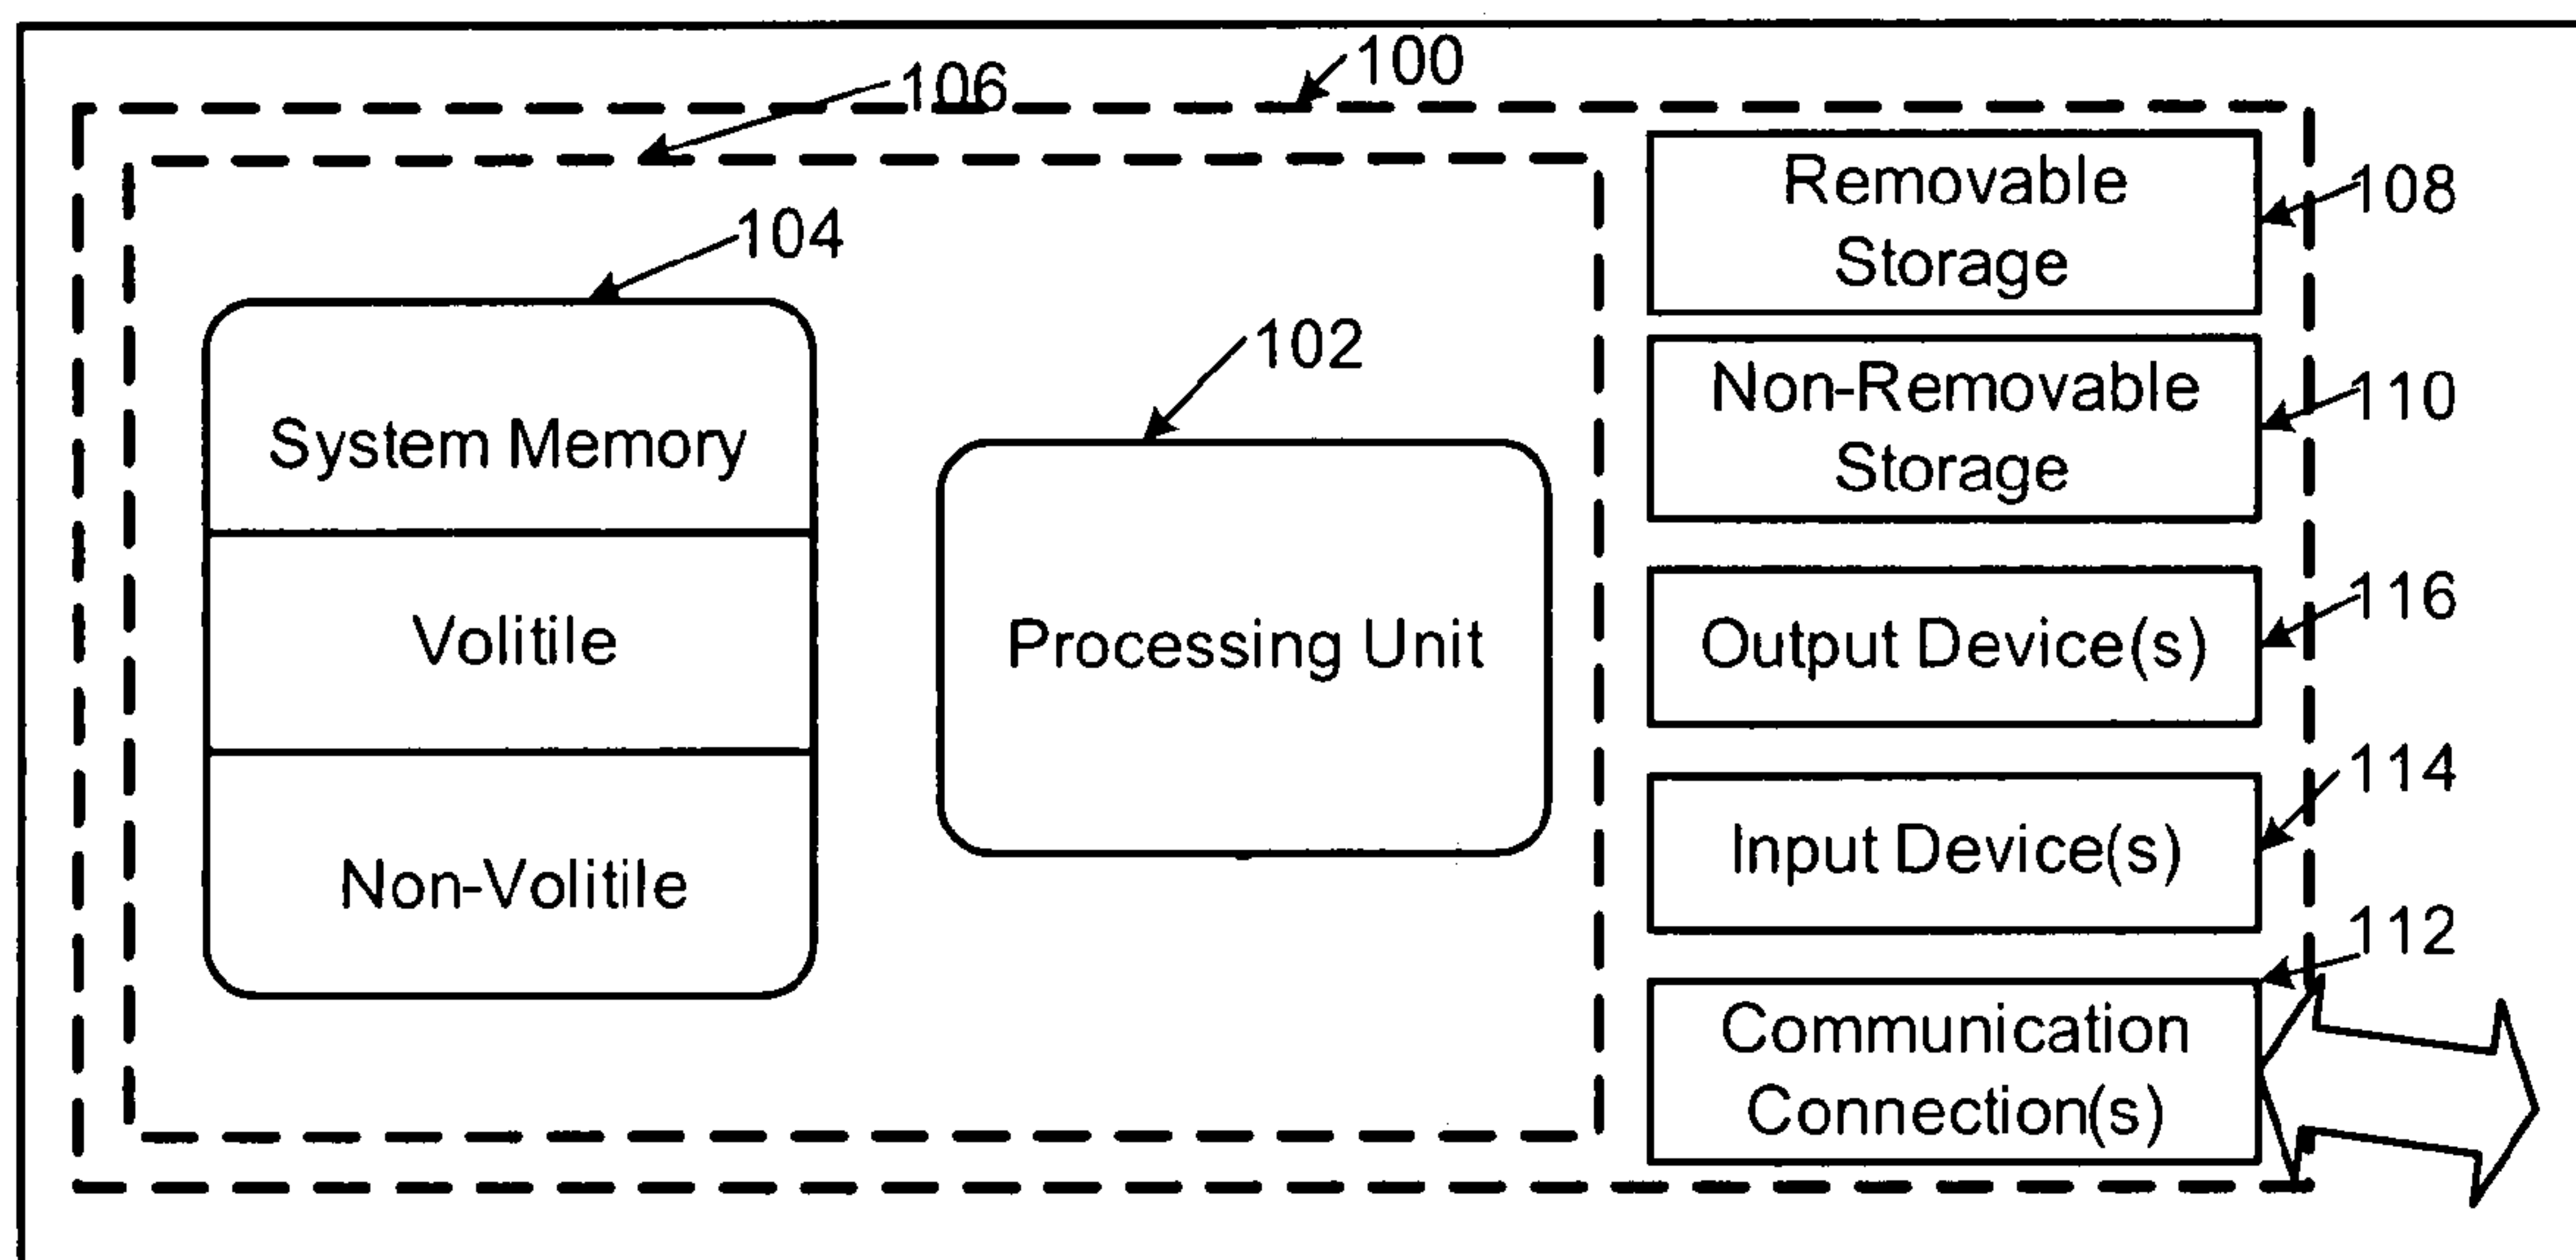 100
106
Removable
Storage
108
104
102
Non-Removable
Storage
110
System Memory
Volitile
Non-Volitile
Processing Unit
Output Device(s)
116
Input Device(s)
114
112
Communication
Connection(s)